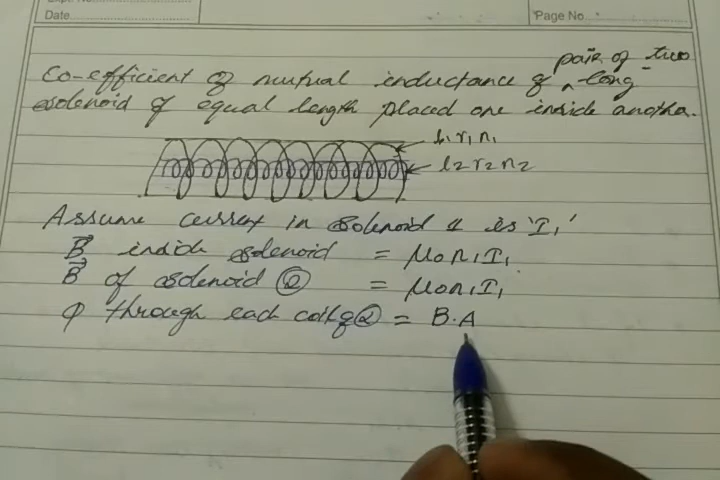 Date
Page No.
pair of two
Co-efficient of mutual inductance of ^ long
solenoid of equal length placed one inside another.
l1 r1 n1
l2 r2 n2
Assume current in solenoid 1 is 'I1'
B⃗ inside solenoid = μ0n1I1
B⃗ of solenoid ② = μ0n1I1
φ through each coil of ② = B.A